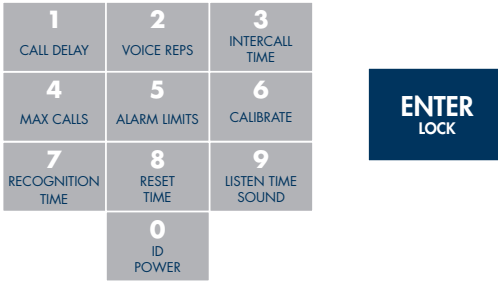 1
CALL DELAY
2
VOICE REPS
3
INTERCALL
TIME
4
MAX CALLS
5
ALARM LIMITS
6
CALIBRATE
7
RECOGNITION
TIME
8
RESET
TIME
9
LISTEN TIME
SOUND
0
ID
POWER
ENTER
LOCK